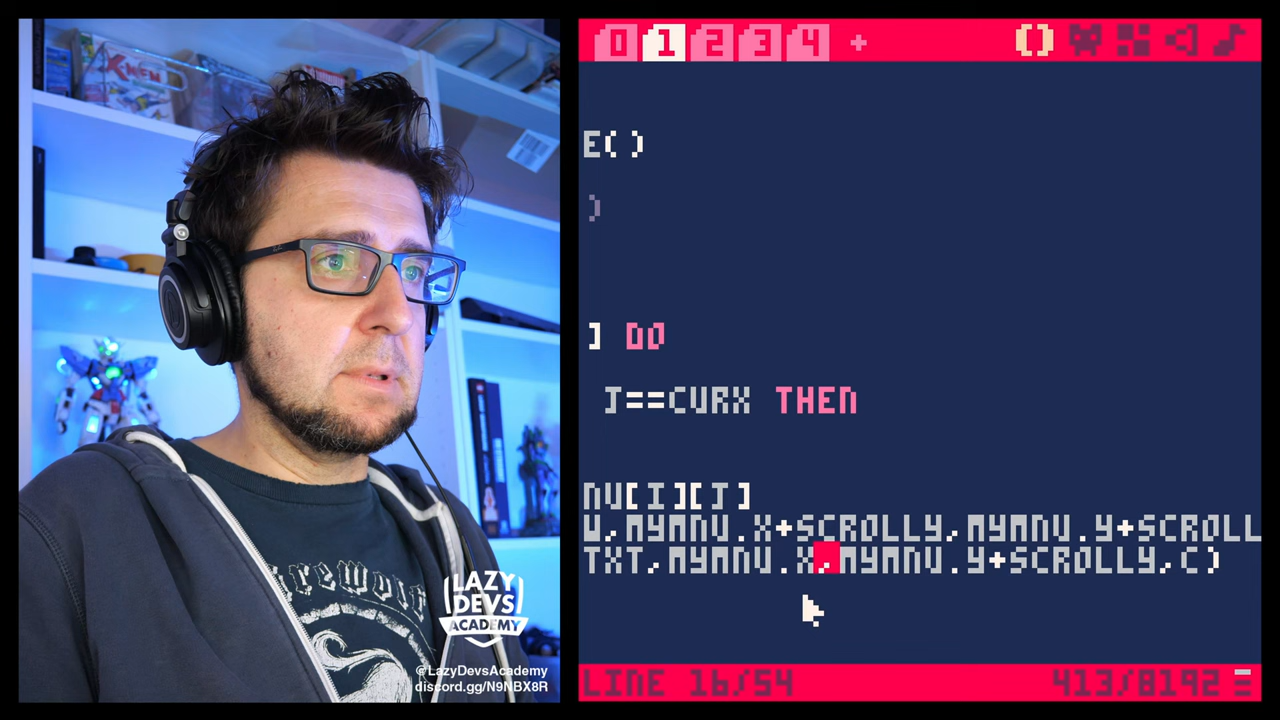 X-MEN
LAZY
DEVS
ACADEMY
@LazyDevsAcademy
discord.gg/N9NBX8R
0 1 2 3 4 +
E()
)
] DO
J==CURX THEN
NU[I][J]
U,MYMNU.X+SCROLLY,MYMNU.Y+SCROLL
TXT,MYMNU.X,MYMNU.Y+SCROLLY,C)
LINE 16/54
413/8192